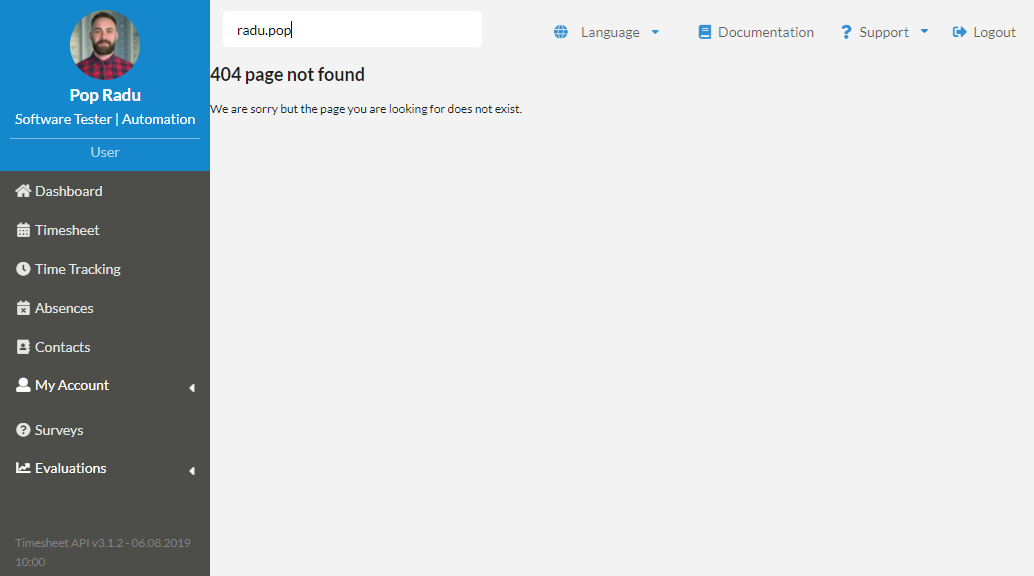 Pop Radu
Software Tester | Automation
User
Dashboard
Timesheet
Time Tracking
Absences
Contacts
My Account
Surveys
Evaluations
Timesheet API v3.1.2 - 06.08.2019
10:00
radu.pop
Language
Documentation
Support
Logout
404 page not found
We are sorry but the page you are looking for does not exist.